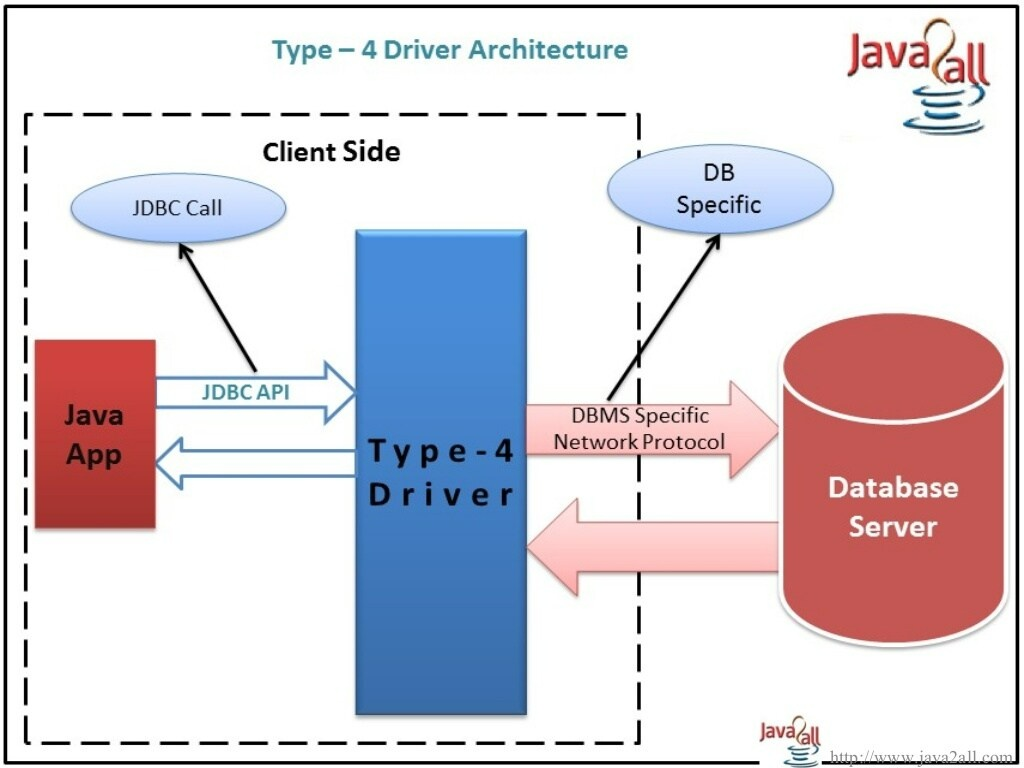 Type – 4 Driver Architecture
Java2all
Client Side
JDBC Call
DB
Specific
JDBC API
Java
App
Type-4
Driver
DBMS Specific
Network Protocol
Database
Server
Java2all
http://www.java2all.com